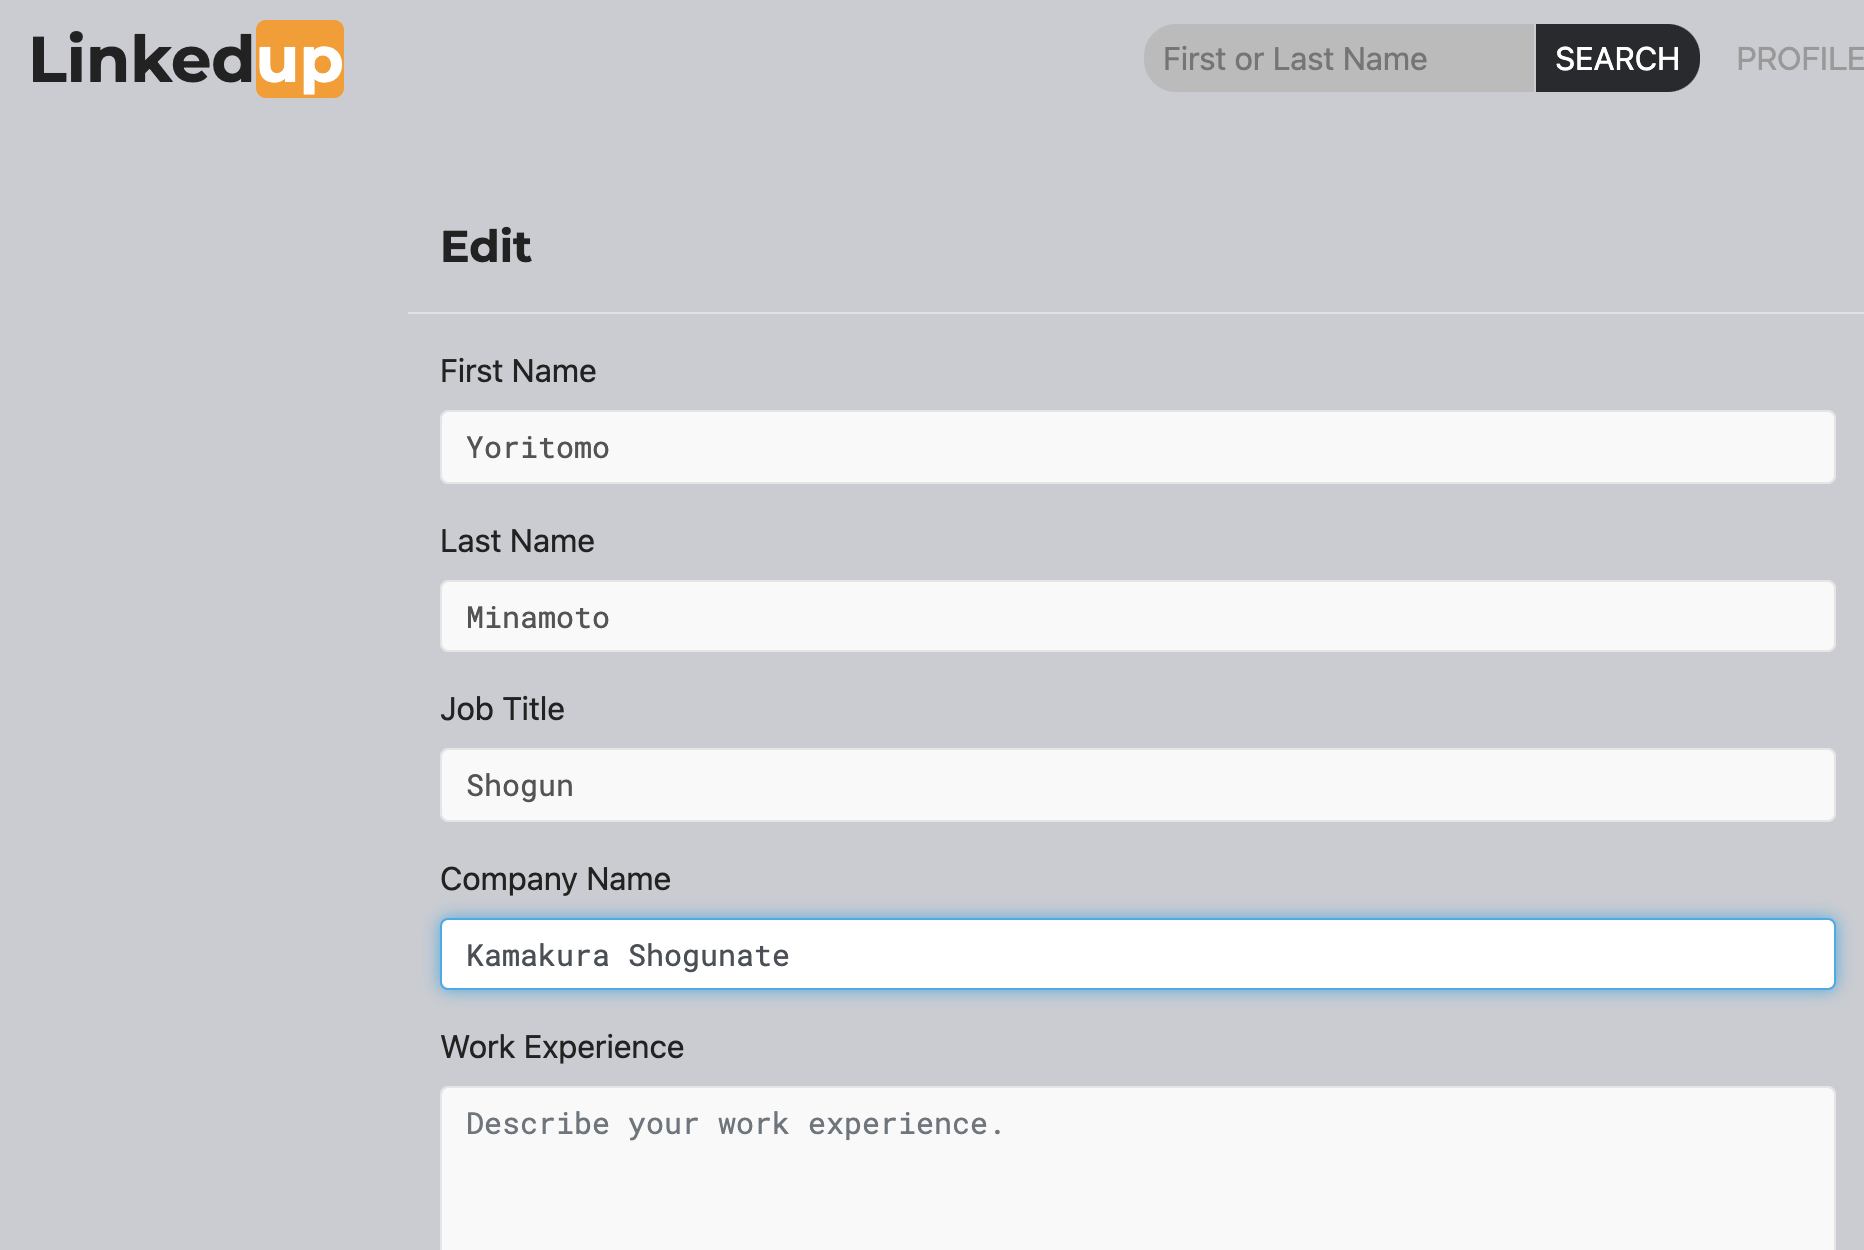 Linkedup
First or Last Name
SEARCH
PROFILE
Edit
First Name
Yoritomo
Last Name
Minamoto
Job Title
Shogun
Company Name
Kamakura Shogunate
Work Experience
Describe your work experience.